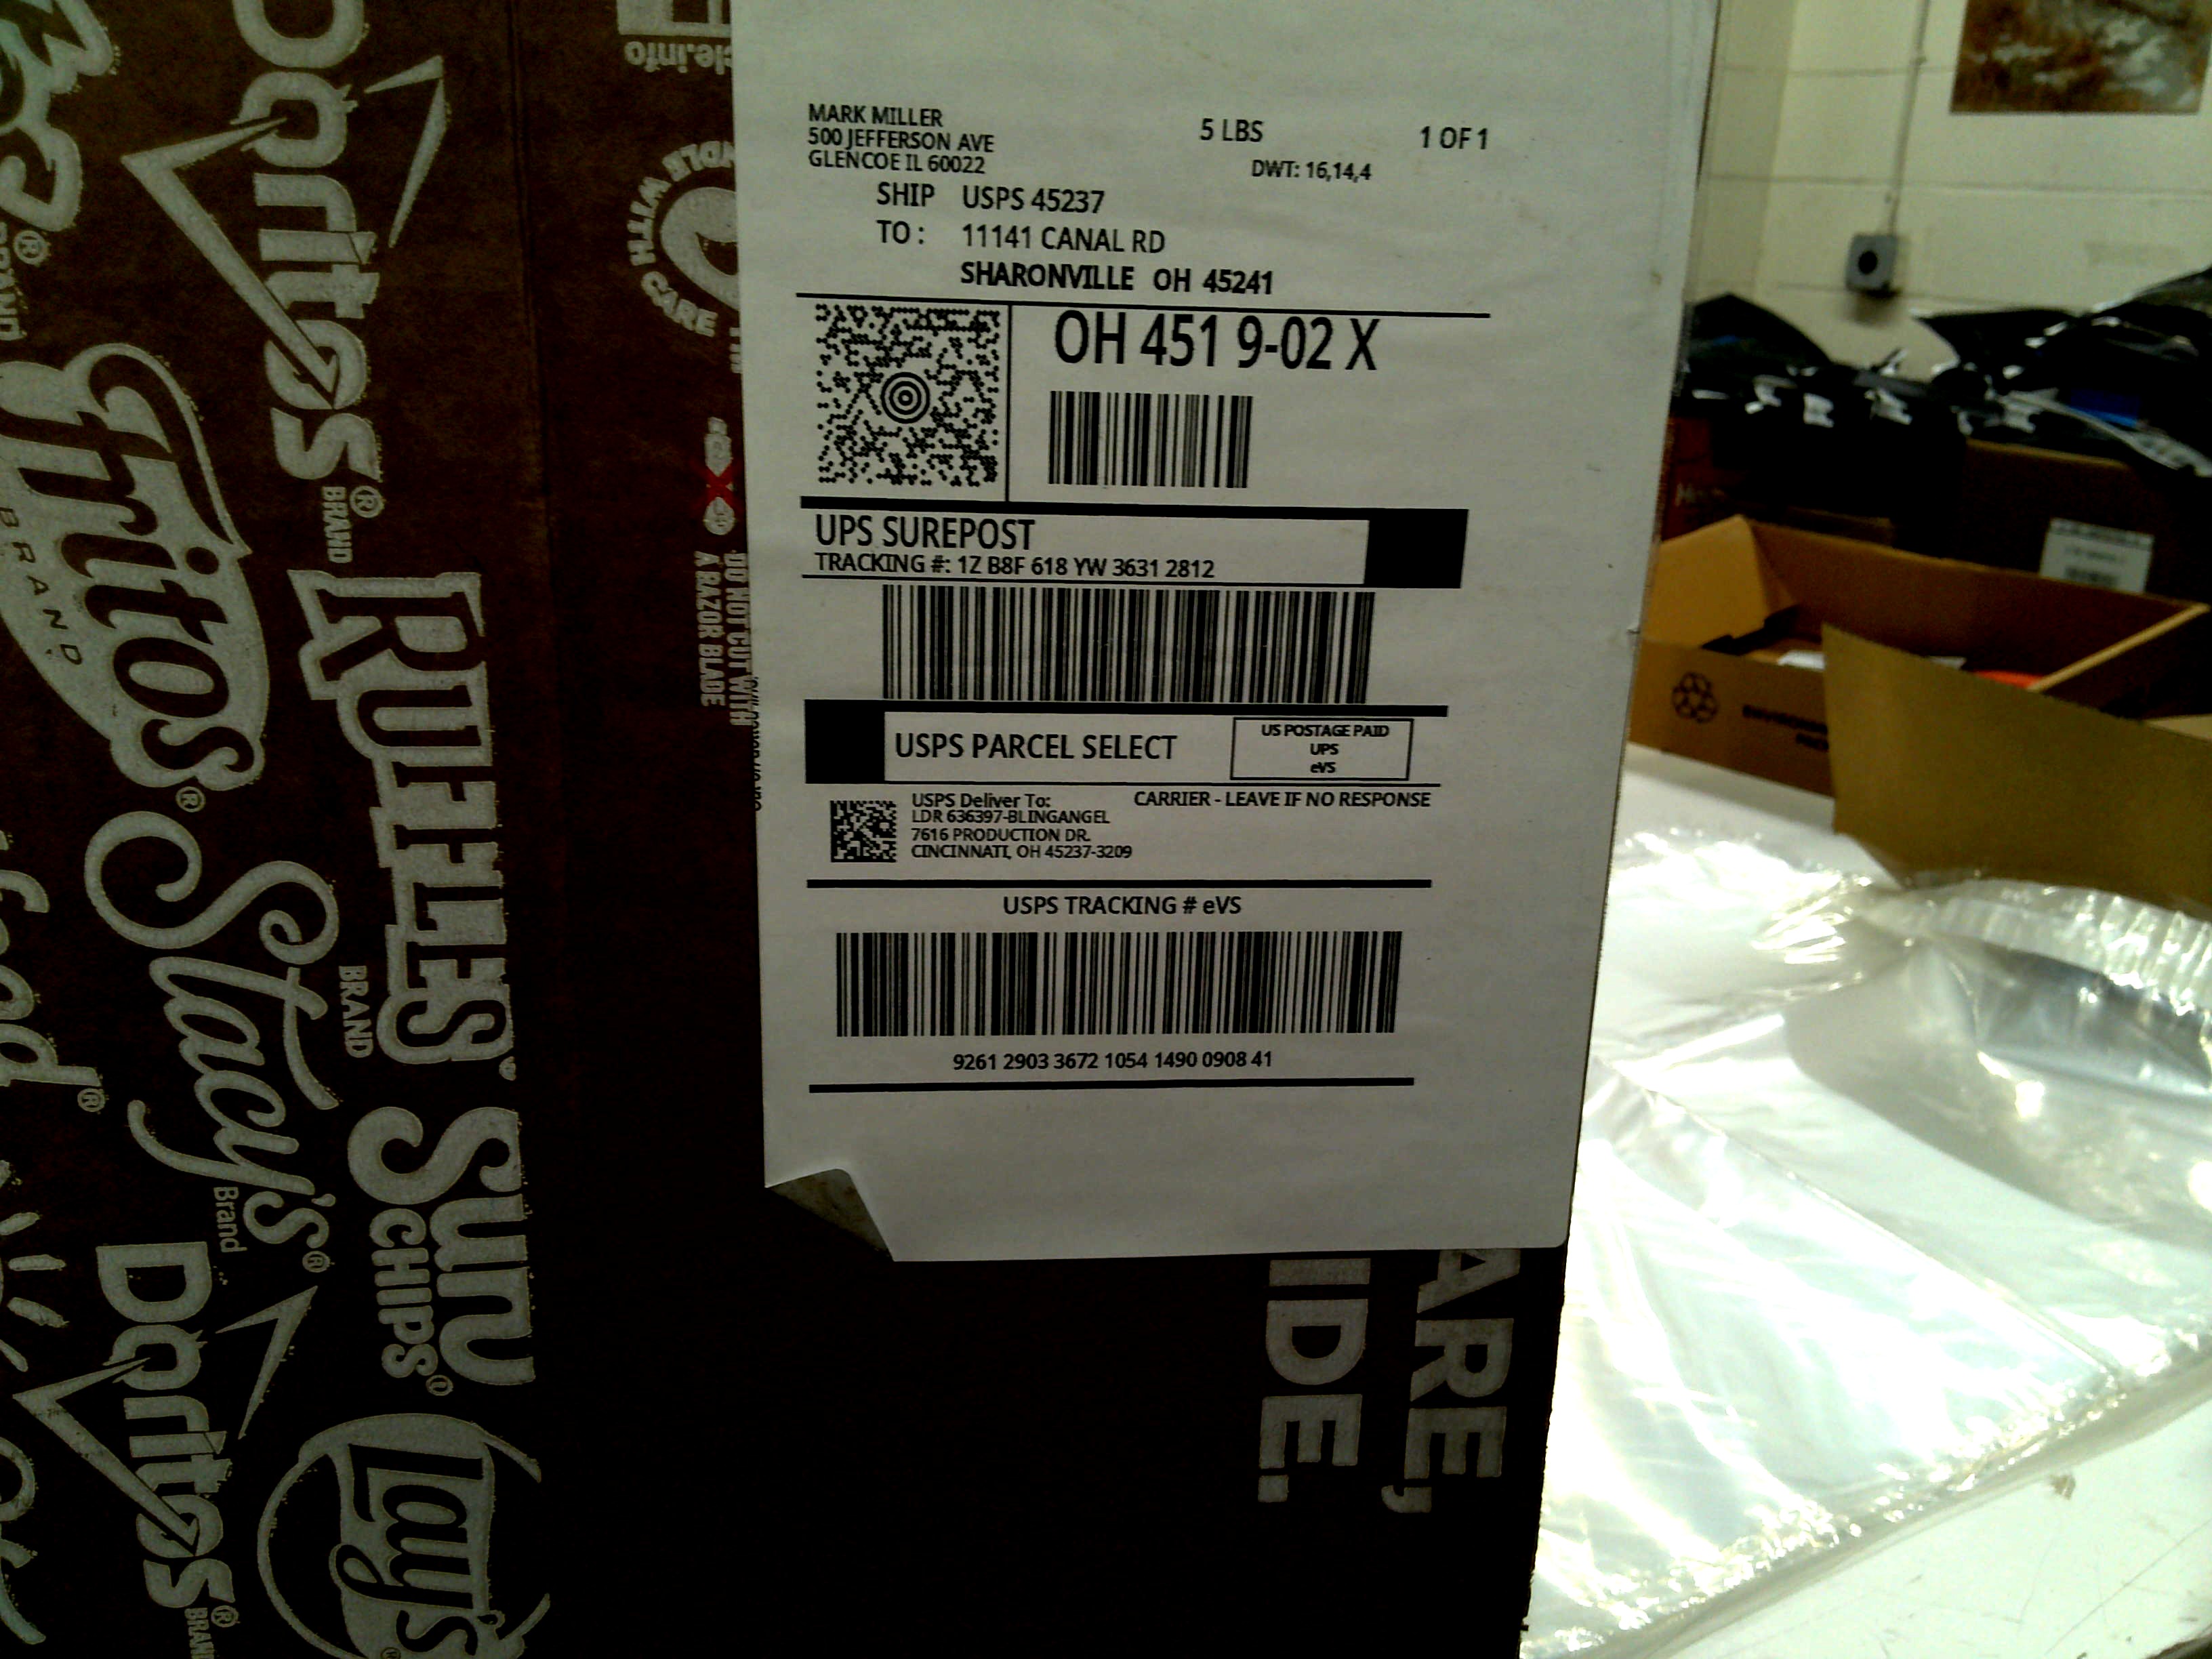 MARK MILLER
500 JEFFERSON AVE
GLENCOE IL 60022
5 LBS
1 OF 1
DWT: 16,14,4
SHIP USPS 45237
TO: 11141 CANAL RD
SHARONVILLE OH 45241
OH 451 9-02 X
UPS SUREPOST
TRACKING #: 1Z B8F 618 YW 3631 2812
USPS PARCEL SELECT
US POSTAGE PAID
UPS
eVS
USPS Deliver To:
CARRIER - LEAVE IF NO RESPONSE
LDR 636397-BLINGANGEL
7616 PRODUCTION DR.
CINCINNATI, OH 45237-3209
USPS TRACKING # eVS
9261 2903 3672 1054 1490 0908 41
Doritos®
BRAND
Fritos®
BRAND
RUFFLES
BRAND
Stacy's®
Brand
SUN
CHIPS®
Doritos®
Lay's®
DO NOT CUT WITH
A RAZOR BLADE
WITH CARE